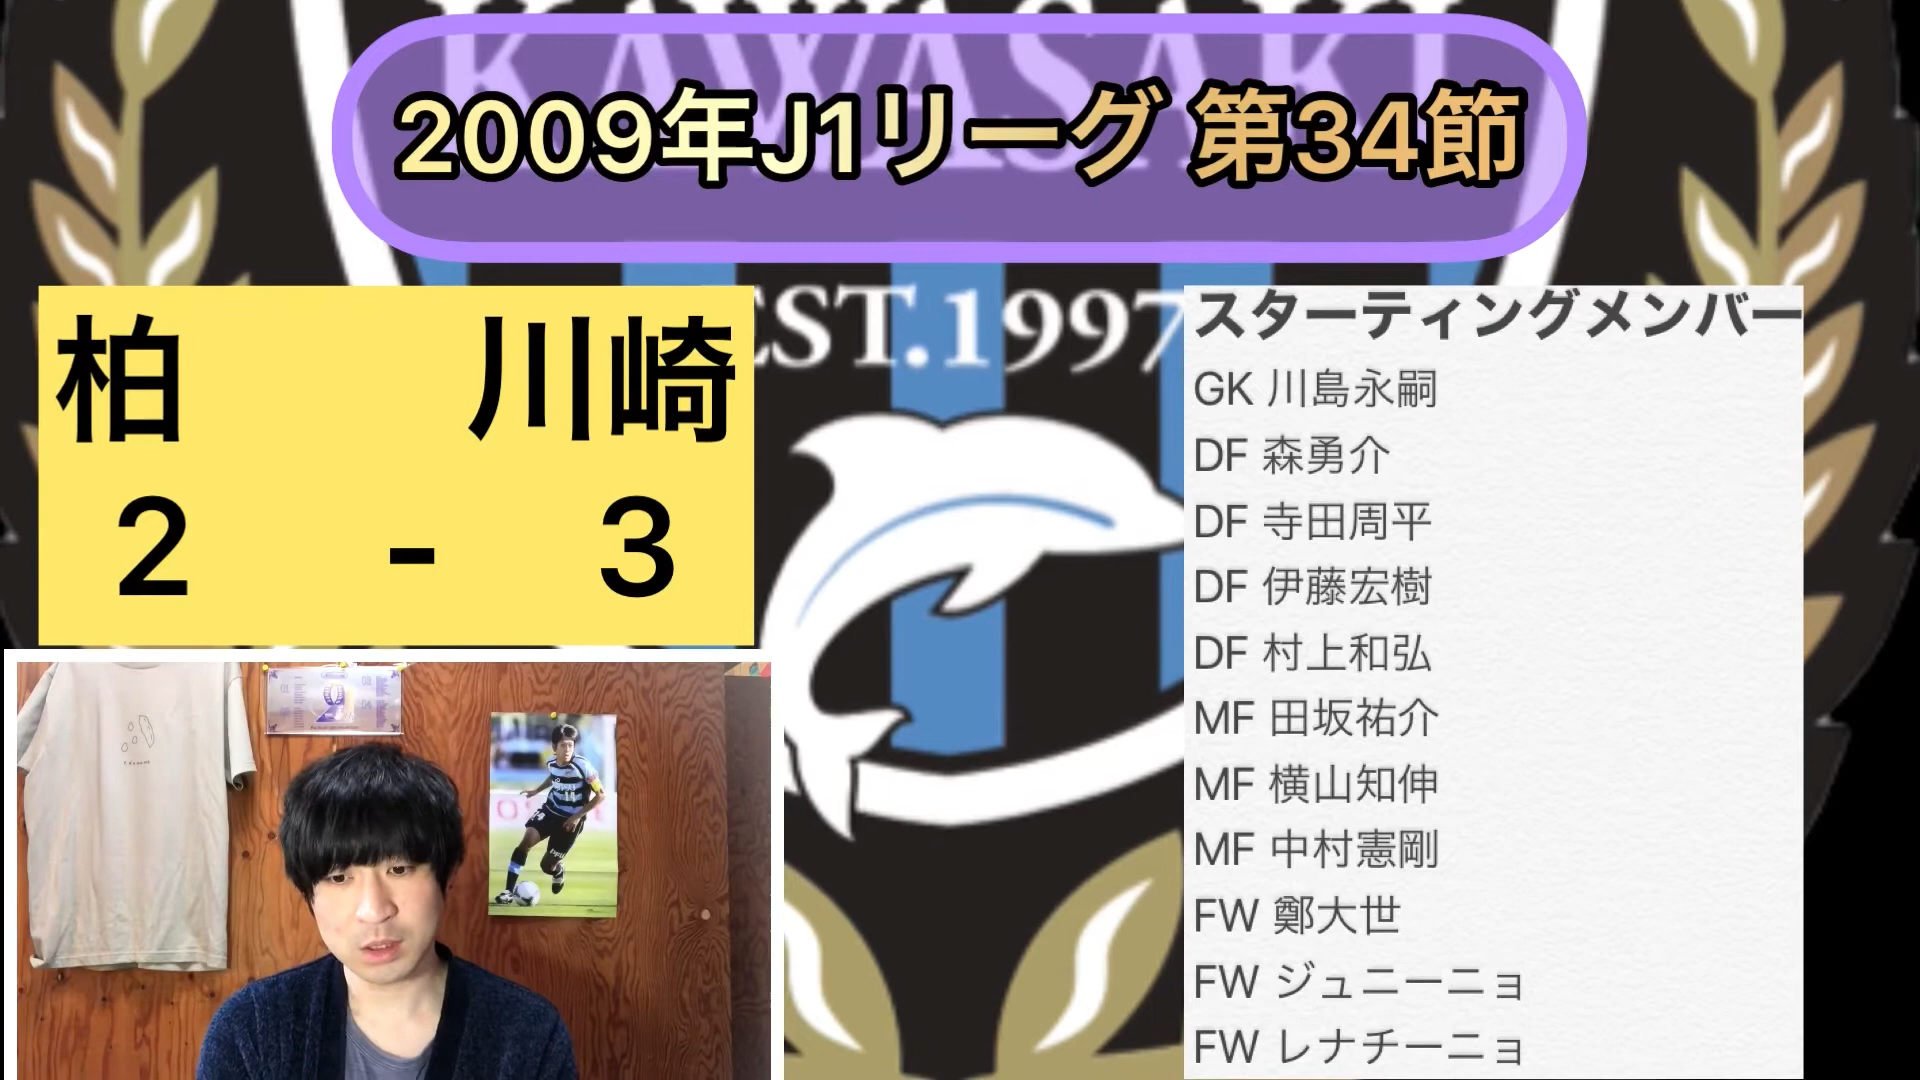 KAWASAKI
2009年J1リーグ 第34節
EST.1997
柏 川崎
2 - 3
スターティングメンバー
GK 川島永嗣
DF 森勇介
DF 寺田周平
DF 伊藤宏樹
DF 村上和弘
MF 田坂祐介
MF 横山知伸
MF 中村憲剛
FW 鄭大世
FW ジュニーニョ
FW レナチーニョ
14